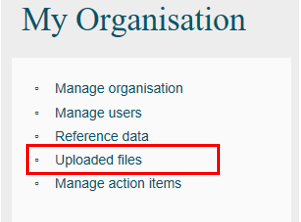 My Organisation
Manage organisation
Manage users
Reference data
Uploaded files
Manage action items